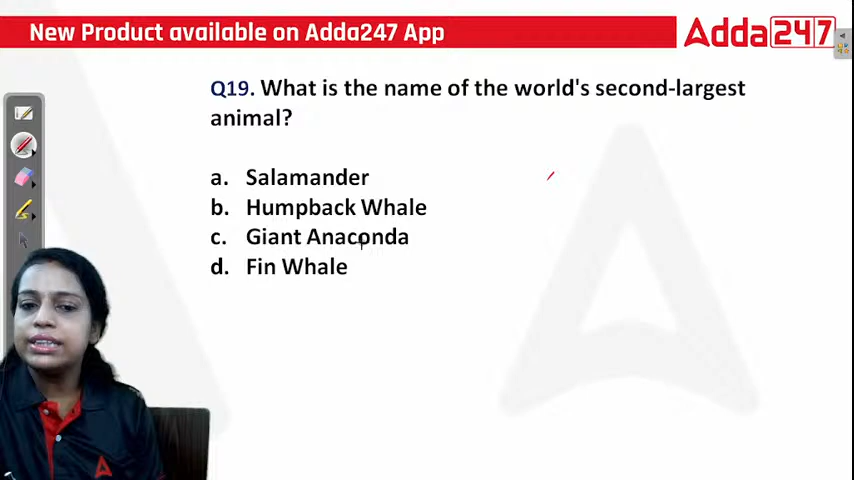 New Product available on Adda247 App
Adda247
Q19. What is the name of the world's second-largest
animal?
a. Salamander
b. Humpback Whale
c. Giant Anaconda
d. Fin Whale